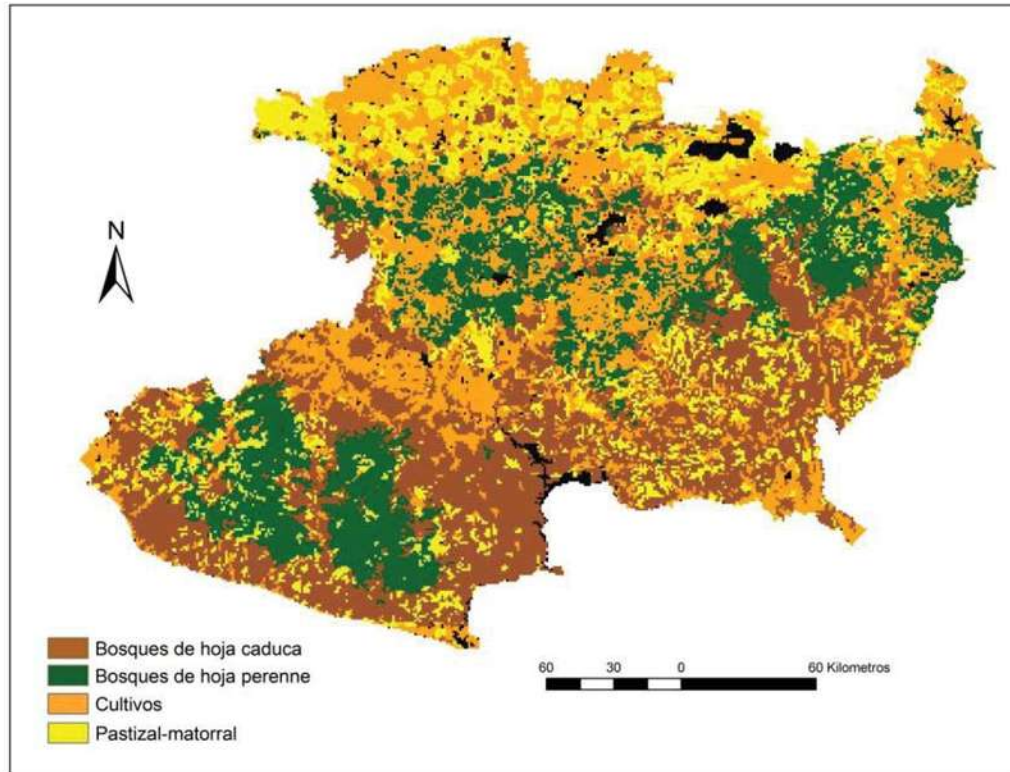 N
Bosques de hoja caduca
Bosques de hoja perenne
Cultivos
Pastizal-matorral
60 30 0 60 Kilometros